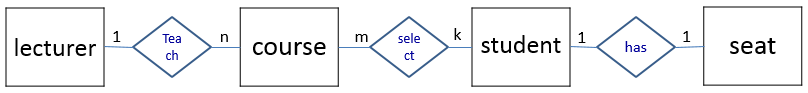 lecturer 1 Tea
ch n course m sele
ct k student 1 has 1 seat